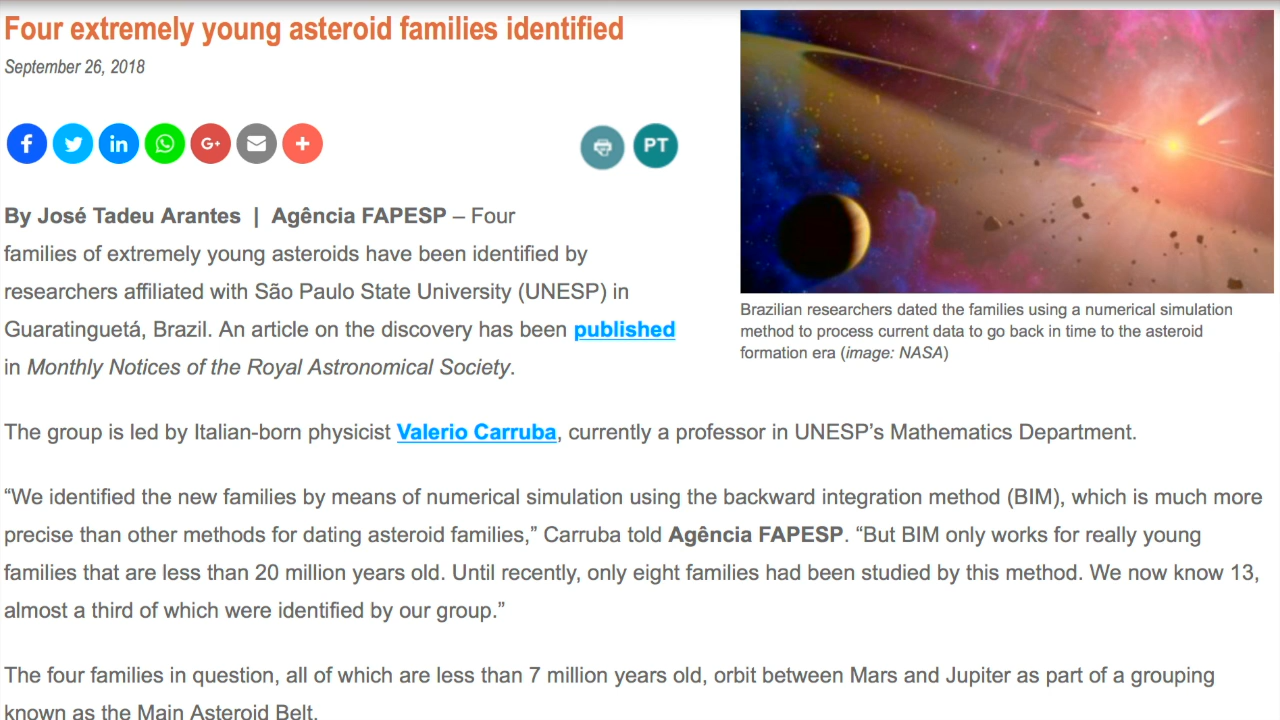 Four extremely young asteroid families identified
September 26, 2018
f in G+ +
PT
By José Tadeu Arantes | Agência FAPESP – Four
families of extremely young asteroids have been identified by
researchers affiliated with São Paulo State University (UNESP) in
Guaratinguetá, Brazil. An article on the discovery has been published
in Monthly Notices of the Royal Astronomical Society.
Brazilian researchers dated the families using a numerical simulation
method to process current data to go back in time to the asteroid
formation era (image: NASA)
The group is led by Italian-born physicist Valerio Carruba, currently a professor in UNESP’s Mathematics Department.
“We identified the new families by means of numerical simulation using the backward integration method (BIM), which is much more
precise than other methods for dating asteroid families,” Carruba told Agência FAPESP. “But BIM only works for really young
families that are less than 20 million years old. Until recently, only eight families had been studied by this method. We now know 13,
almost a third of which were identified by our group.”
The four families in question, all of which are less than 7 million years old, orbit between Mars and Jupiter as part of a grouping
known as the Main Asteroid Belt.